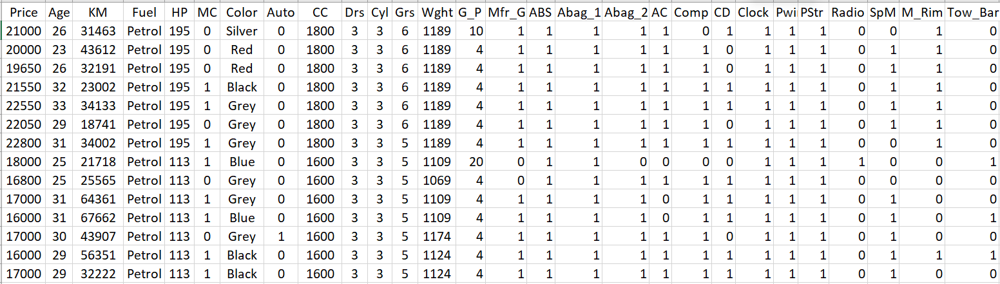 Price Age KM Fuel HP MC Color Auto CC Drs Cyl Grs Wght G_P Mfr_G ABS Abag_1 Abag_2 AC Comp CD Clock Pwi PStr Radio SpM M_Rim Tow_Bar
21000 26 31463 Petrol 195 0 Silver 0 1800 3 3 6 1189 10 1 1 1 1 1 0 1 1 1 1 0 0 1 0
20000 23 43612 Petrol 195 0 Red 0 1800 3 3 6 1189 4 1 1 1 1 1 1 0 1 1 1 0 1 1 0
19650 26 32191 Petrol 195 0 Red 0 1800 3 3 6 1189 4 1 1 1 1 1 1 0 1 1 1 0 1 1 0
21550 32 23002 Petrol 195 1 Black 0 1800 3 3 6 1189 4 1 1 1 1 1 1 1 1 1 1 0 1 1 0
22550 33 34133 Petrol 195 1 Grey 0 1800 3 3 6 1189 4 1 1 1 1 1 1 1 1 1 1 0 1 1 0
22050 29 18741 Petrol 195 0 Grey 0 1800 3 3 6 1189 4 1 1 1 1 1 1 0 1 1 1 0 1 1 0
22800 31 34002 Petrol 195 1 Grey 0 1800 3 3 5 1189 4 1 1 1 1 1 1 1 1 1 1 0 0 1 0
18000 25 21718 Petrol 113 1 Blue 0 1600 3 3 5 1109 20 0 1 1 0 0 0 0 1 1 1 1 0 0 1
16800 25 25565 Petrol 113 0 Grey 0 1600 3 3 5 1069 4 0 1 1 1 1 1 1 1 1 1 0 0 0 0
17000 31 64361 Petrol 113 1 Grey 0 1600 3 3 5 1109 4 1 1 1 1 0 1 1 1 1 1 0 1 0 0
16000 31 67662 Petrol 113 1 Blue 0 1600 3 3 5 1109 4 1 1 1 1 0 1 1 1 1 1 0 1 0 1
17000 30 43907 Petrol 113 0 Grey 1 1600 3 3 5 1174 4 1 1 1 1 1 1 0 1 1 1 0 1 0 0
16000 29 56351 Petrol 113 1 Black 0 1600 3 3 5 1124 4 1 1 1 1 1 1 1 1 1 1 0 1 1 1
17000 29 32222 Petrol 113 1 Black 0 1600 3 3 5 1124 4 1 1 1 1 1 1 1 1 1 1 0 1 0 0